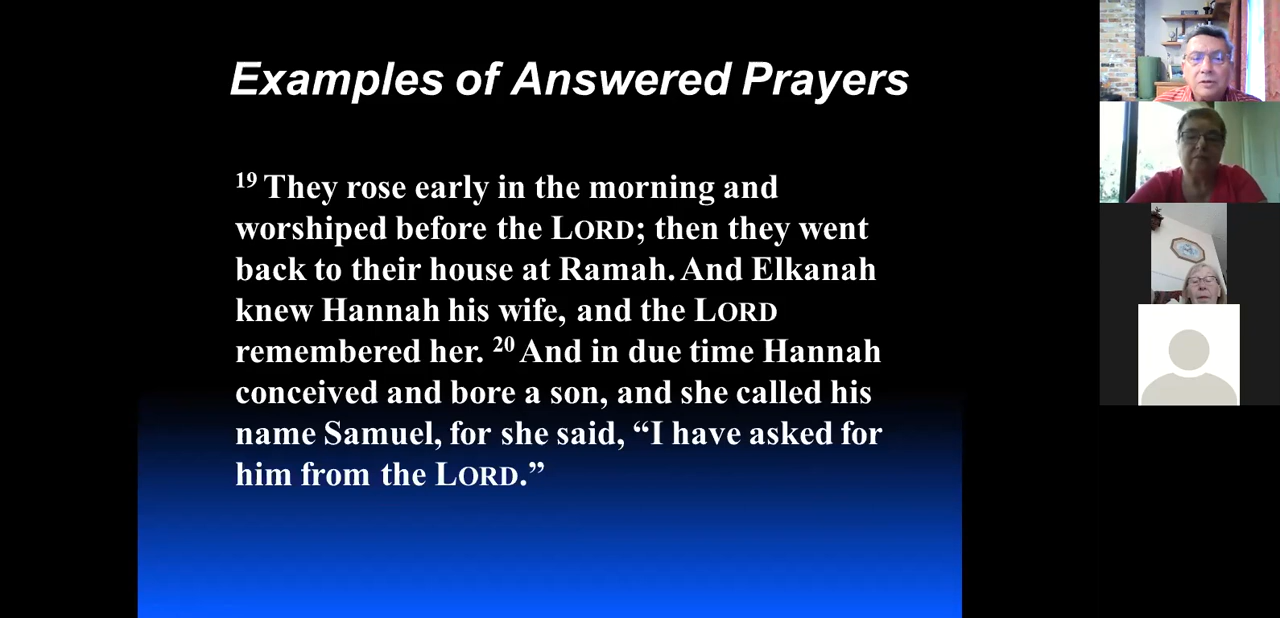 Examples of Answered Prayers
19 They rose early in the morning and
worshiped before the LORD; then they went
back to their house at Ramah. And Elkanah
knew Hannah his wife, and the LORD
remembered her. 20 And in due time Hannah
conceived and bore a son, and she called his
name Samuel, for she said, “I have asked for
him from the LORD.”